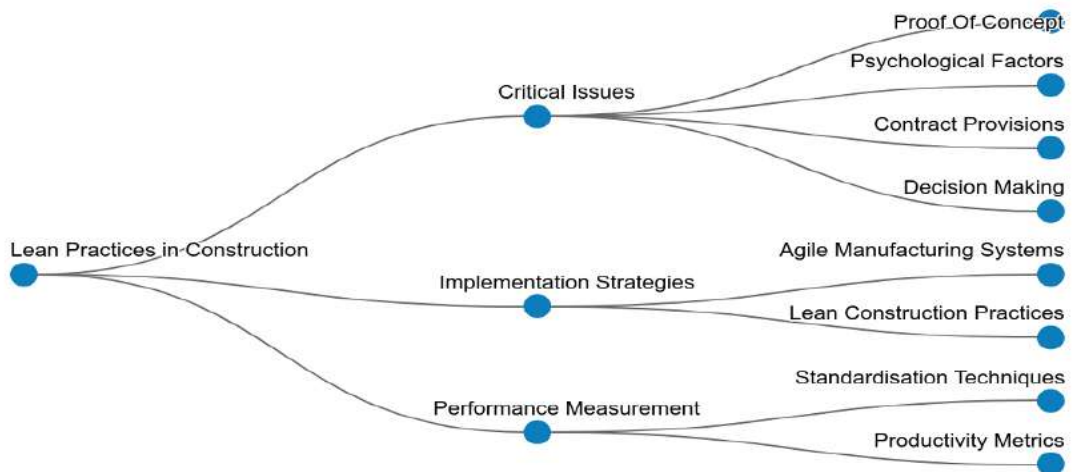 Proof Of Concept
Psychological Factors
Critical Issues
Contract Provisions
Decision Making
Lean Practices in Construction
Agile Manufacturing Systems
Implementation Strategies
Lean Construction Practices
Standardisation Techniques
Performance Measurement
Productivity Metrics